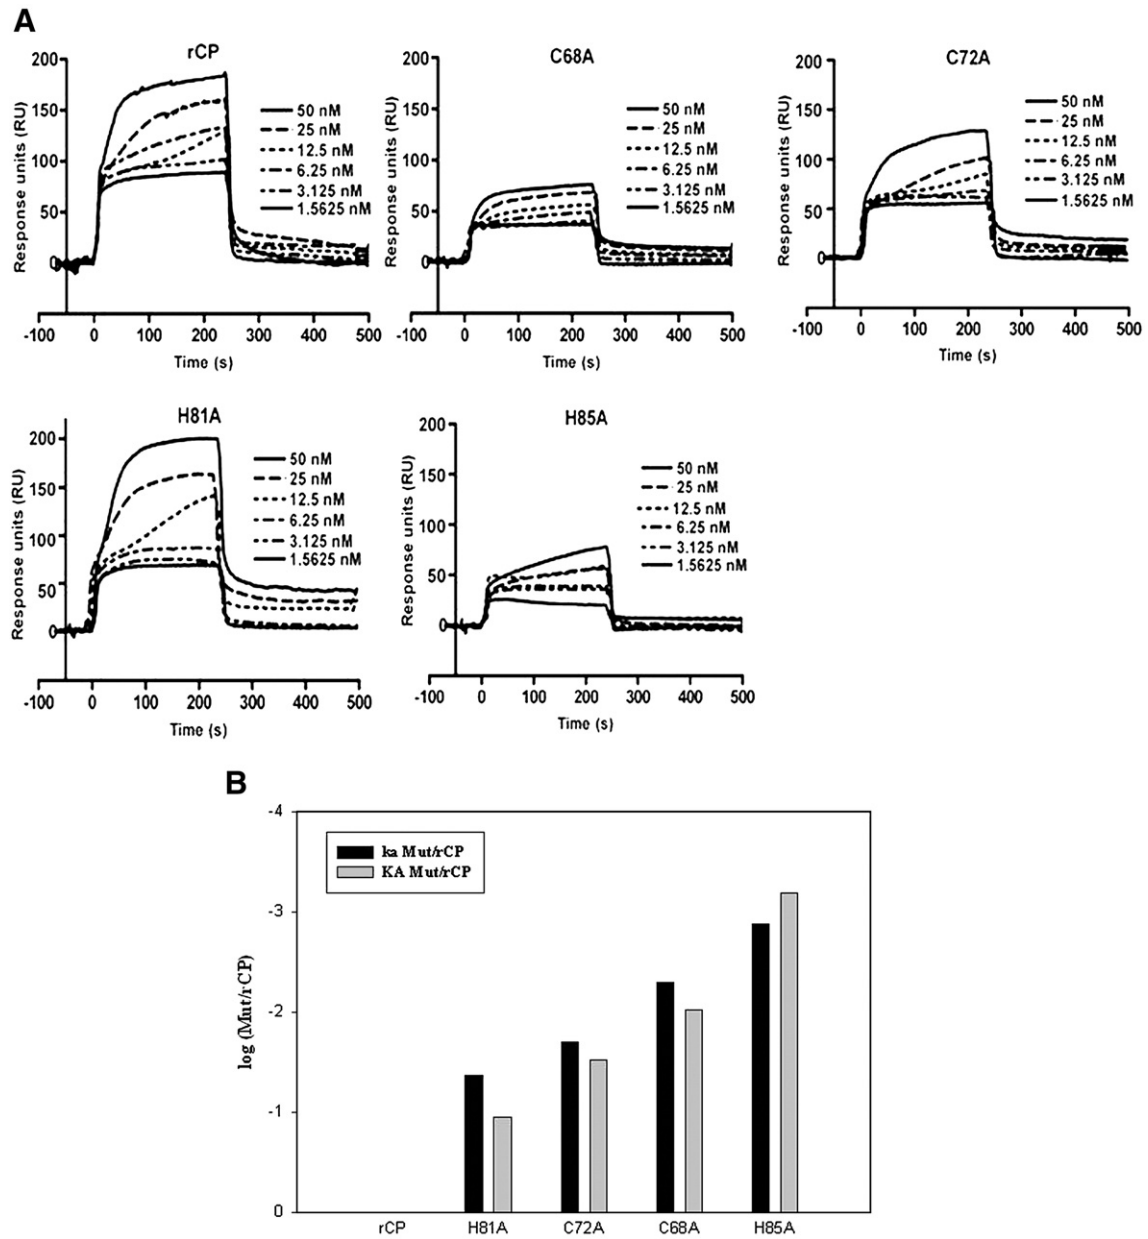 A
rCP
Response units (RU)
200
150
100
50
0
50 nM
25 nM
12.5 nM
6.25 nM
3.125 nM
1.5625 nM
-100 0 100 200 300 400 500
Time (s)
C68A
Response units (RU)
200
150
100
50
0
50 nM
25 nM
12.5 nM
6.25 nM
3.125 nM
1.5625 nM
-100 0 100 200 300 400 500
Time (s)
C72A
Response units (RU)
200
150
100
50
0
50 nM
25 nM
12.5 nM
6.25 nM
3.125 nM
1.5625 nM
-100 0 100 200 300 400 500
Time (s)
H81A
Response units (RU)
200
150
100
50
0
50 nM
25 nM
12.5 nM
6.25 nM
3.125 nM
1.5625 nM
-100 0 100 200 300 400 500
Time (s)
H85A
Response units (RU)
200
150
100
50
0
50 nM
25 nM
12.5 nM
6.25 nM
3.125 nM
1.5625 nM
-100 0 100 200 300 400 500
Time (s)
B
log (Mut/rCP)
-4
-3
-2
-1
0
ka Mut/rCP
KA Mut/rCP
rCP H81A C72A C68A H85A